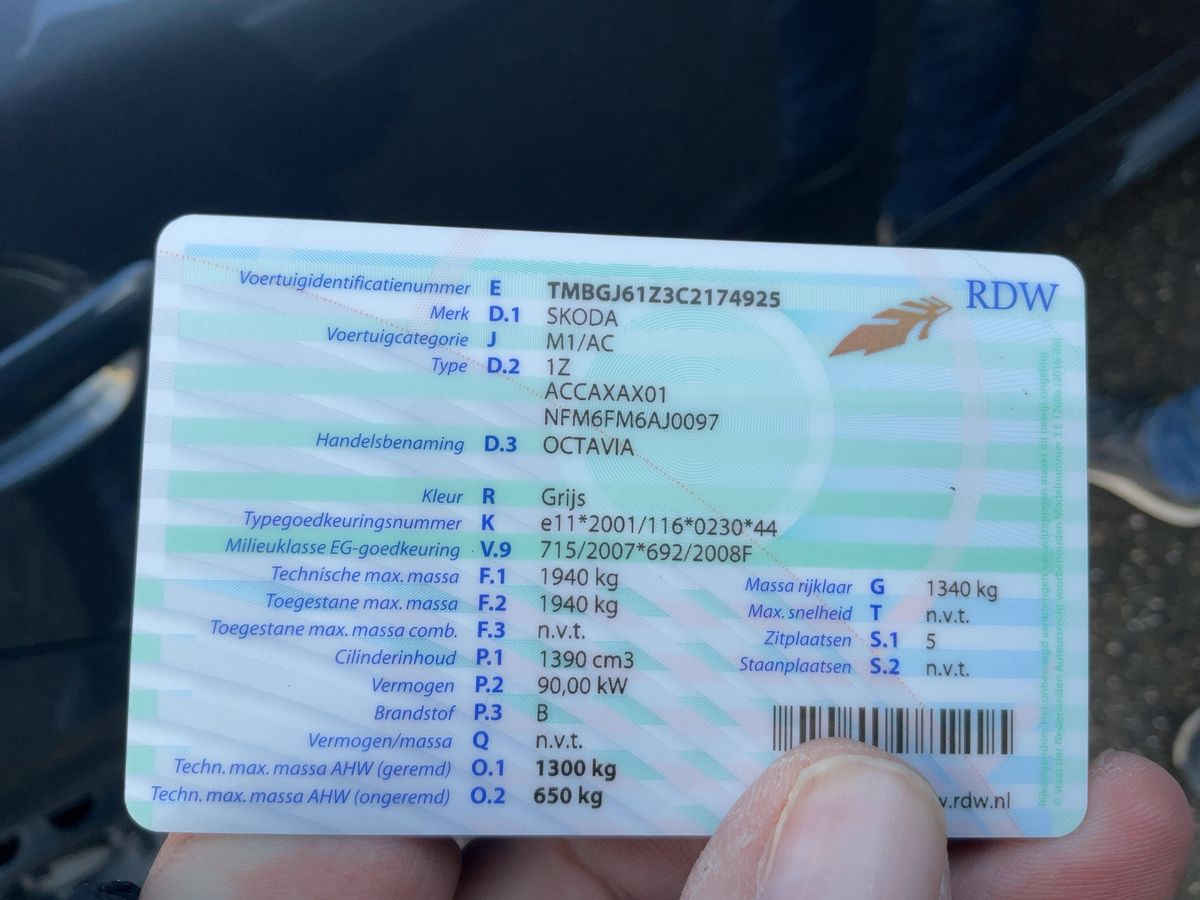 RDW
Voertuigidentificatienummer E TMBGJ61Z3C2174925
Merk D.1 SKODA
Voertuigcategorie J M1/AC
Type D.2 1Z
ACCAXAX01
NFM6FM6AJ0097
Handelsbenaming D.3 OCTAVIA
Kleur R Grijs
Typegoedkeuringsnummer K e11*2001/116*0230*44
Milieuklasse EG-goedkeuring V.9 715/2007*692/2008F
Technische max. massa F.1 1940 kg
Toegestane max. massa F.2 1940 kg
Toegestane max. massa comb. F.3 n.v.t.
Cilinderinhoud P.1 1390 cm3
Vermogen P.2 90,00 kW
Brandstof P.3 B
Vermogen/massa Q n.v.t.
Techn. max. massa AHW (geremd) O.1 1300 kg
Techn. max. massa AHW (ongeremd) O.2 650 kg
Massa rijklaar G 1340 kg
Max. snelheid T n.v.t.
Zitplaatsen S.1 5
Staanplaatsen S.2 n.v.t.
.rdw.nl